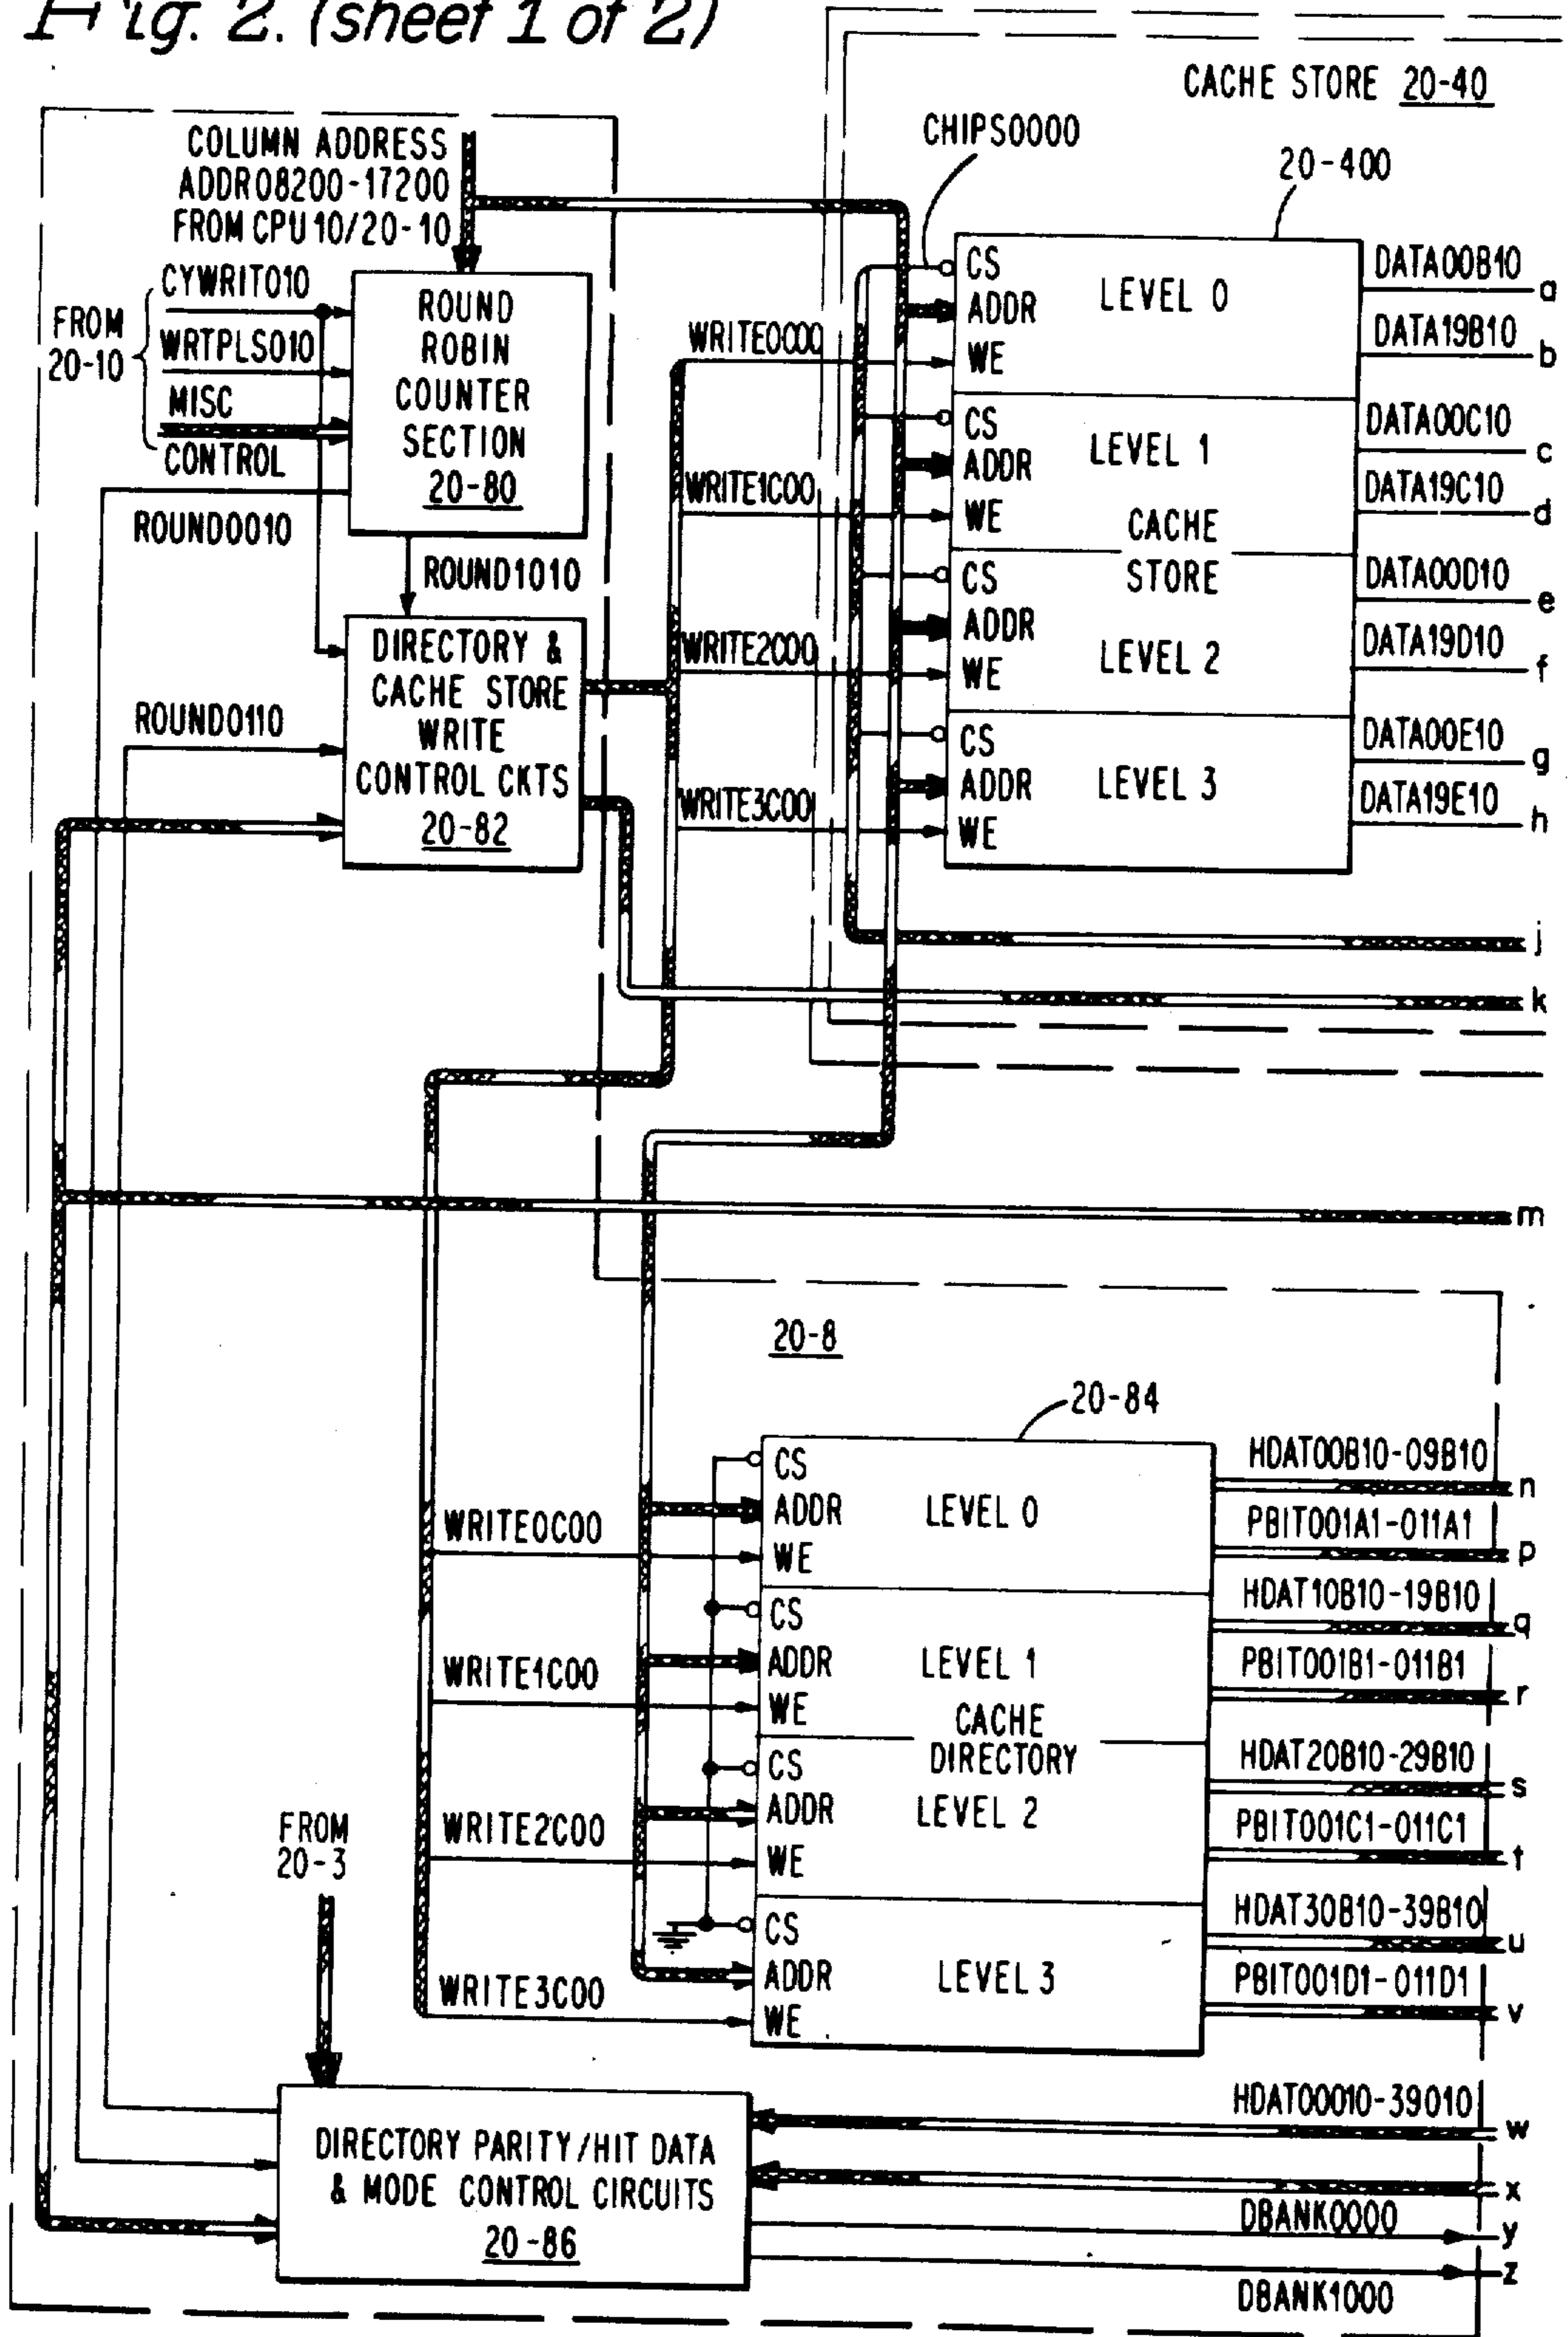 Fig. 2. (sheet 1 of 2)
CACHE STORE 20-40
COLUMN ADDRESS
ADDR08200-17200
FROM CPU 10/20-10
CYWRIT010
FROM
20-10
WRTPLS010
MISC
CONTROL
ROUND
ROBIN
COUNTER
SECTION
20-80
ROUND0010
ROUND1010
DIRECTORY &
CACHE STORE
WRITE
CONTROL CKTS
20-82
ROUND0110
CHIPS0000
20-400
WRITE0C00
WRITE1C00
WRITE2C00
WRITE3C00
CS
ADDR
WE
LEVEL 0
CS
ADDR
WE
LEVEL 1
CACHE
STORE
CS
ADDR
WE
LEVEL 2
CS
ADDR
WE
LEVEL 3
DATA00B10 a
DATA19B10 b
DATA00C10 c
DATA19C10 d
DATA00D10 e
DATA19D10 f
DATA00E10 g
DATA19E10 h
j
k
m
20-8
20-84
WRITE0C00
WRITE1C00
WRITE2C00
WRITE3C00
CS
ADDR
WE
LEVEL 0
CS
ADDR
WE
LEVEL 1
CACHE
DIRECTORY
CS
ADDR
WE
LEVEL 2
CS
ADDR
WE
LEVEL 3
HDAT00B10-09B10 n
PBIT001A1-011A1 p
HDAT10B10-19B10 q
PBIT001B1-011B1 r
HDAT20B10-29B10 s
PBIT001C1-011C1 t
HDAT30B10-39B10 u
PBIT001D1-011D1 v
FROM
20-3
DIRECTORY PARITY/HIT DATA
& MODE CONTROL CIRCUITS
20-86
HDAT00010-39010 w
x
DBANK0000 y
z
DBANK1000